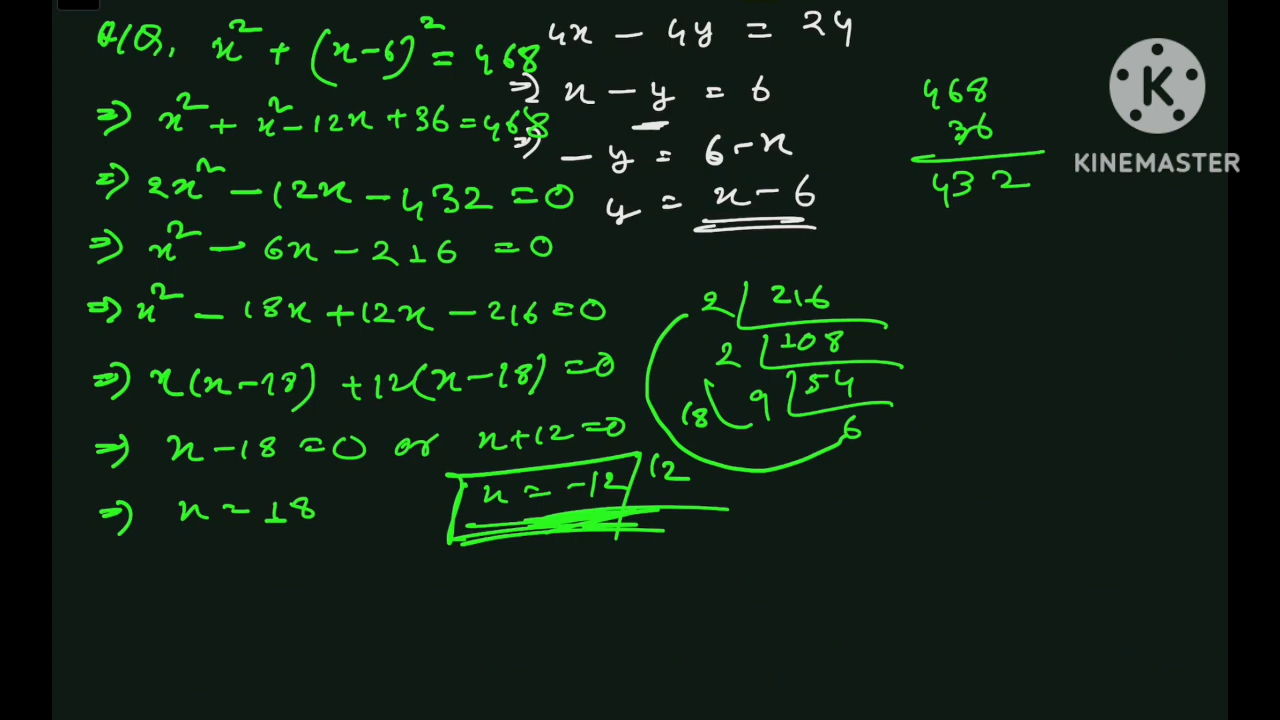 A/Q, x² + (x-6)² = 468
⇒ x² + x² - 12x + 36 = 468
⇒ 2x² - 12x - 432 = 0
⇒ x² - 6x - 216 = 0
⇒ x² - 18x + 12x - 216 = 0
⇒ x(x-18) + 12(x-18) = 0
⇒ x-18 = 0 or x+12 = 0
⇒ x = 18
x = -12
4x - 4y = 24
⇒ x - y = 6
⇒ -y = 6-x
y = x-6
468
36
432
KINEMASTER
2 216
2 108
9 54
6
18
12